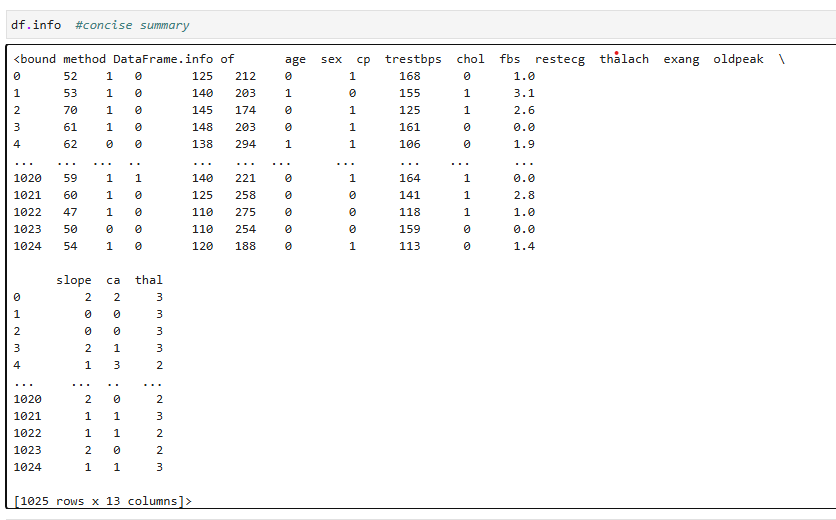 df.info  #concise summary
<bound method DataFrame.info of       age  sex  cp  trestbps  chol  fbs  restecg  thalach  exang  oldpeak  \
0      52    1   0       125   212    0        1      168      0      1.0
1      53    1   0       140   203    1        0      155      1      3.1
2      70    1   0       145   174    0        1      125      1      2.6
3      61    1   0       148   203    0        1      161      0      0.0
4      62    0   0       138   294    1        1      106      0      1.9
...   ...  ...  ..       ...   ...  ...      ...      ...    ...      ...
1020   59    1   1       140   221    0        1      164      1      0.0
1021   60    1   0       125   258    0        0      141      1      2.8
1022   47    1   0       110   275    0        0      118      1      1.0
1023   50    0   0       110   254    0        0      159      0      0.0
1024   54    1   0       120   188    0        1      113      0      1.4
      slope  ca  thal
0         2   2     3
1         0   0     3
2         0   0     3
3         2   1     3
4         1   3     2
...     ...  ..   ...
1020      2   0     2
1021      1   1     3
1022      1   1     2
1023      2   0     2
1024      1   1     3
[1025 rows x 13 columns]>